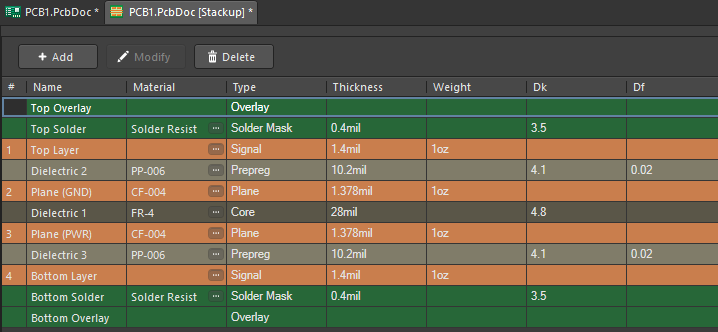 PCB1.PcbDoc * PCB1.PcbDoc [Stackup] *
+ Add Modify Delete
# Name Material Type Thickness Weight Dk Df
Top Overlay Overlay
Top Solder Solder Resist ... Solder Mask 0.4mil 3.5
1 Top Layer ... Signal 1.4mil 1oz
Dielectric 2 PP-006 ... Prepreg 10.2mil 4.1 0.02
2 Plane (GND) CF-004 ... Plane 1.378mil 1oz
Dielectric 1 FR-4 ... Core 28mil 4.8
3 Plane (PWR) CF-004 ... Plane 1.378mil 1oz
Dielectric 3 PP-006 ... Prepreg 10.2mil 4.1 0.02
4 Bottom Layer ... Signal 1.4mil 1oz
Bottom Solder Solder Resist ... Solder Mask 0.4mil 3.5
Bottom Overlay Overlay